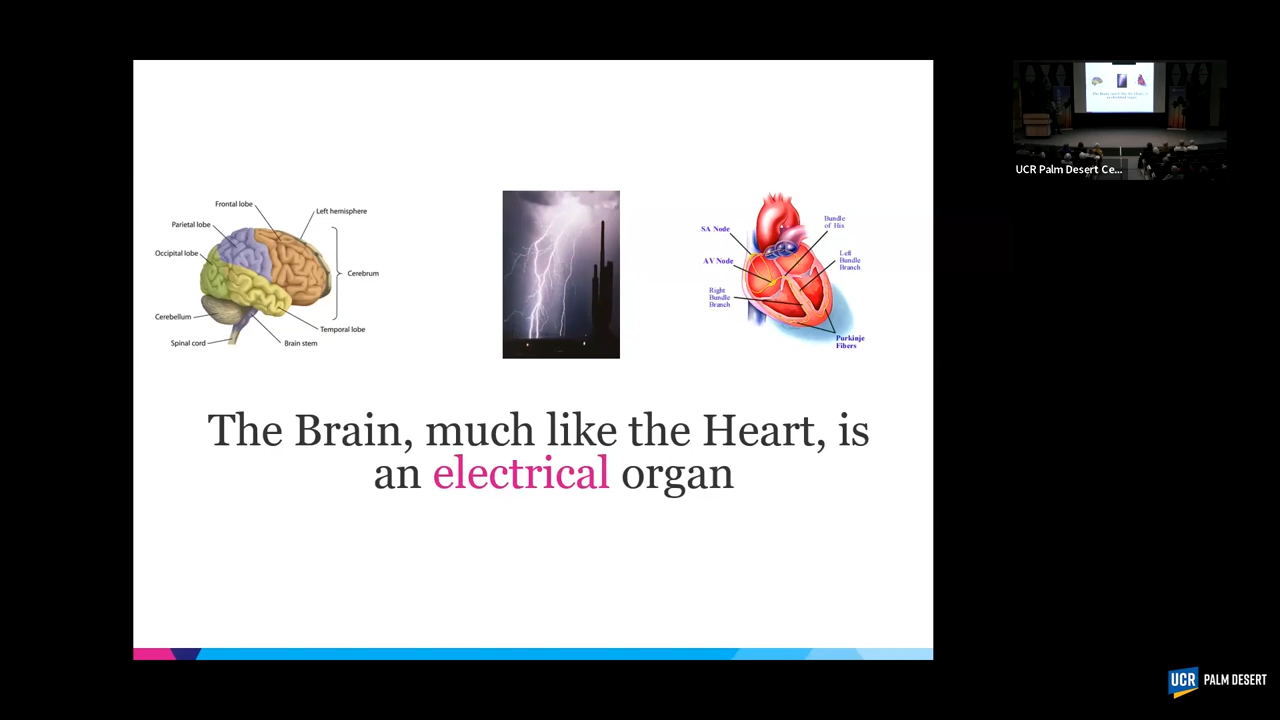 Frontal lobe
Left hemisphere
Parietal lobe
Occipital lobe
Cerebrum
Cerebellum
Temporal lobe
Spinal cord
Brain stem
SA Node
Bundle
of His
AV Node
Left
Bundle
Branch
Right
Bundle
Branch
Purkinje
Fibers
The Brain, much like the Heart, is
an electrical organ
UCR Palm Desert Ce...
UCR PALM DESERT